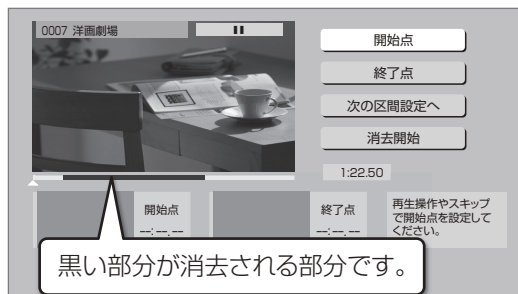 0007 洋画劇場
開始点
終了点
次の区間設定へ
消去開始
1:22.50
開始点
--:--.--
終了点
--:--.--
再生操作やスキップ
で開始点を設定して
ください。
黒い部分が消去される部分です。